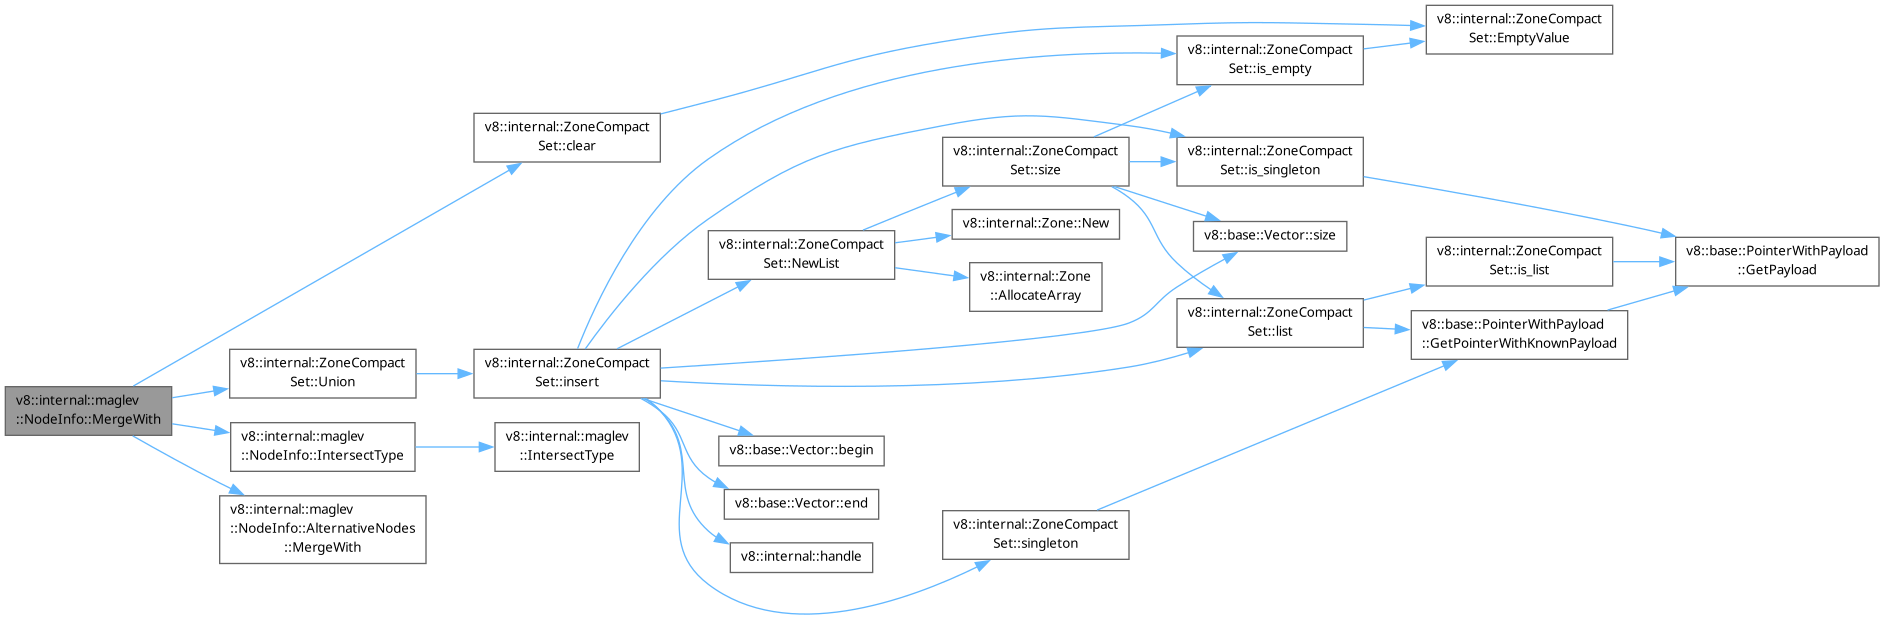 v8::internal::maglev
::NodeInfo::MergeWith
v8::internal::ZoneCompact
Set::Union
v8::internal::maglev
::NodeInfo::IntersectType
v8::internal::maglev
::NodeInfo::AlternativeNodes
::MergeWith
v8::internal::ZoneCompact
Set::clear
v8::internal::ZoneCompact
Set::insert
v8::internal::maglev
::IntersectType
v8::internal::ZoneCompact
Set::NewList
v8::base::Vector::begin
v8::base::Vector::end
v8::internal::handle
v8::internal::ZoneCompact
Set::size
v8::internal::Zone::New
v8::internal::Zone
::AllocateArray
v8::internal::ZoneCompact
Set::singleton
v8::internal::ZoneCompact
Set::is_empty
v8::internal::ZoneCompact
Set::is_singleton
v8::base::Vector::size
v8::internal::ZoneCompact
Set::list
v8::internal::ZoneCompact
Set::EmptyValue
v8::internal::ZoneCompact
Set::is_list
v8::base::PointerWithPayload
::GetPointerWithKnownPayload
v8::base::PointerWithPayload
::GetPayload